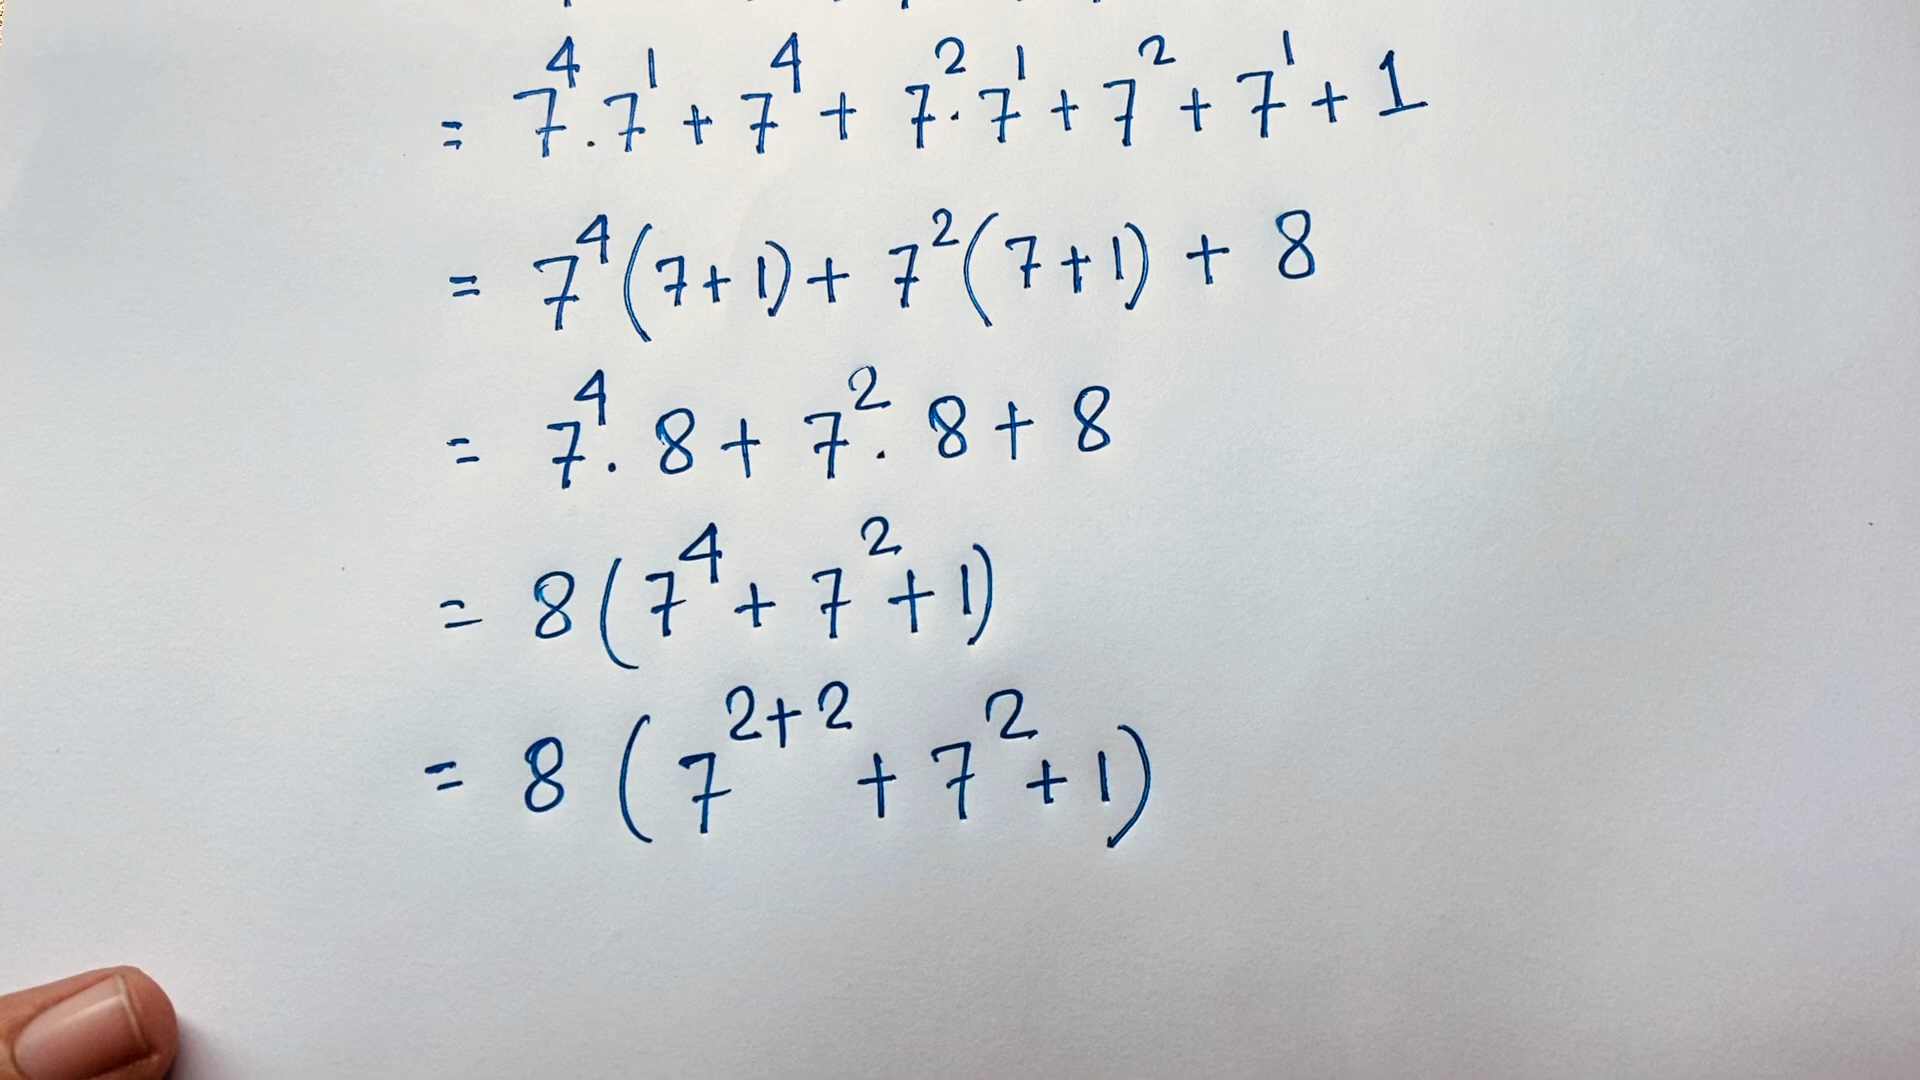 = 7⁴.7¹ + 7⁴ + 7².7¹ + 7² + 7¹ + 1
= 7⁴(7+1) + 7²(7+1) + 8
= 7⁴.8 + 7².8 + 8
= 8(7⁴ + 7² + 1)
= 8(7²⁺² + 7² + 1)